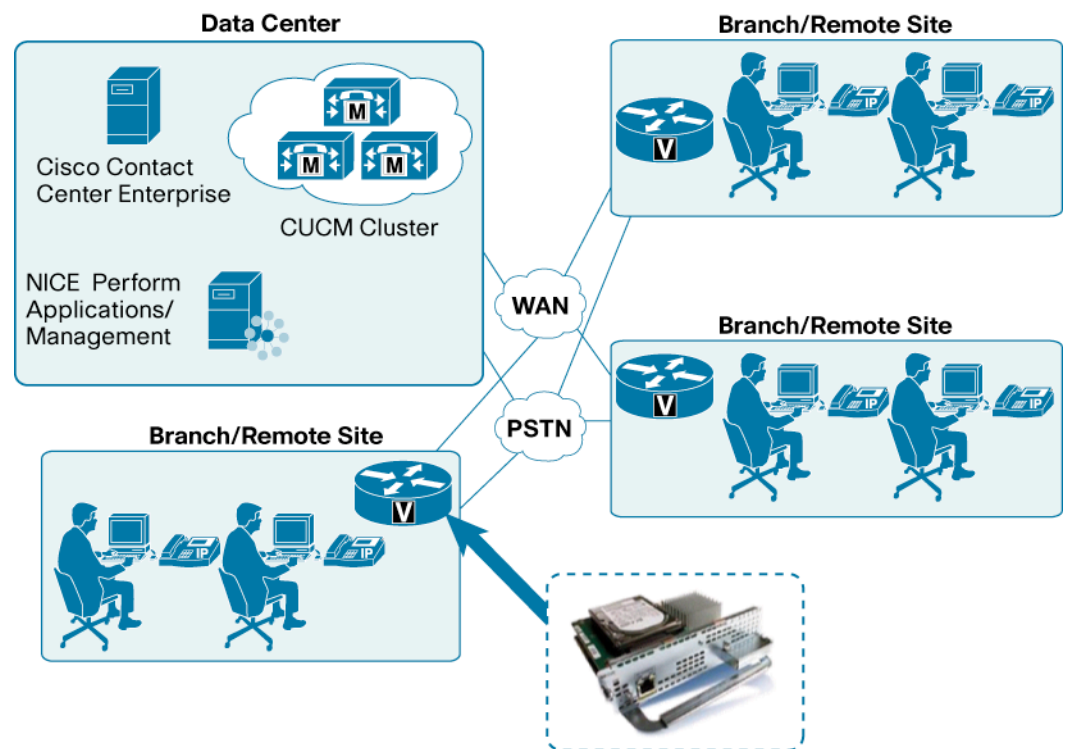 Data Center
Cisco Contact
Center Enterprise
M
M
M
CUCM Cluster
NICE Perform
Applications/
Management
Branch/Remote Site
V
IP
IP
WAN
PSTN
Branch/Remote Site
V
IP
IP
Branch/Remote Site
V
IP
IP